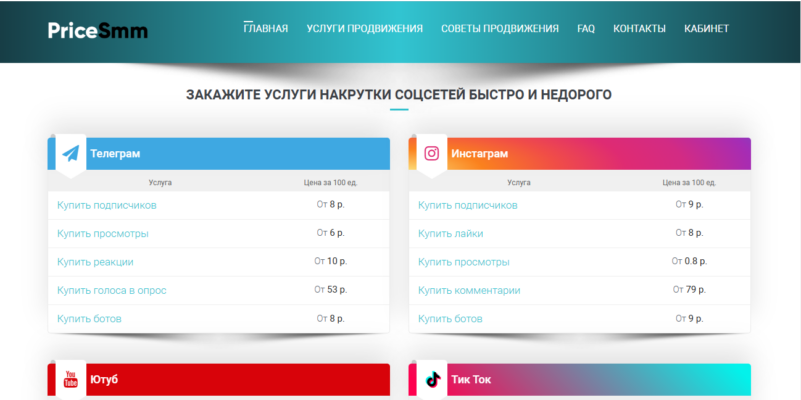 PriceSmm
ГЛАВНАЯ УСЛУГИ ПРОДВИЖЕНИЯ СОВЕТЫ ПРОДВИЖЕНИЯ FAQ КОНТАКТЫ КАБИНЕТ
ЗАКАЖИТЕ УСЛУГИ НАКРУТКИ СОЦСЕТЕЙ БЫСТРО И НЕДОРОГО
Телеграм
Услуга Цена за 100 ед.
Купить подписчиков От 8 р.
Купить просмотры От 6 р.
Купить реакции От 10 р.
Купить голоса в опрос От 53 р.
Купить ботов От 8 р.
Инстаграм
Услуга Цена за 100 ед.
Купить подписчиков От 9 р.
Купить лайки От 8 р.
Купить просмотры От 0.8 р.
Купить комментарии От 79 р.
Купить ботов От 9 р.
You
Tube
Ютуб
Тик Ток